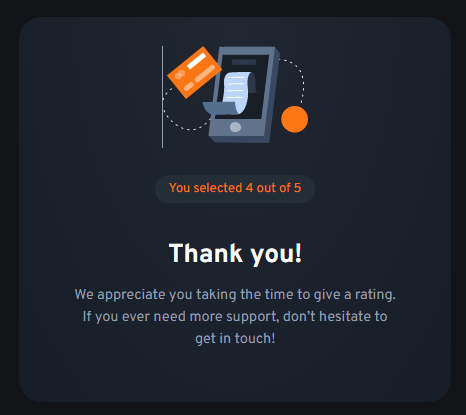 You selected 4 out of 5
Thank you!
We appreciate you taking the time to give a rating.
If you ever need more support, don’t hesitate to
get in touch!